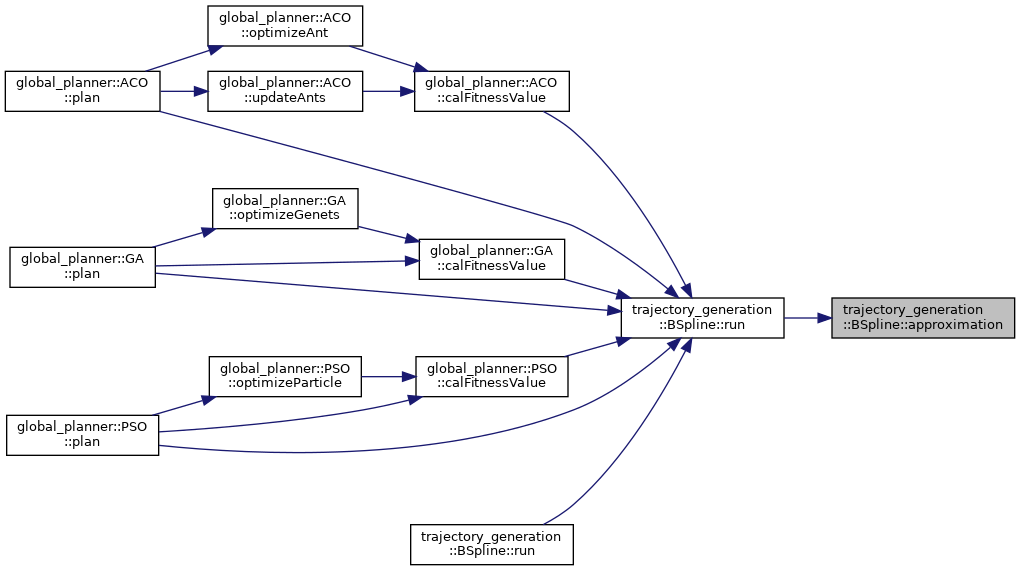 global_planner::ACO
::optimizeAnt
global_planner::ACO
::plan
global_planner::ACO
::updateAnts
global_planner::ACO
::calFitnessValue
global_planner::GA
::optimizeGenets
global_planner::GA
::plan
global_planner::GA
::calFitnessValue
trajectory_generation
::BSpline::run
trajectory_generation
::BSpline::approximation
global_planner::PSO
::optimizeParticle
global_planner::PSO
::calFitnessValue
global_planner::PSO
::plan
trajectory_generation
::BSpline::run